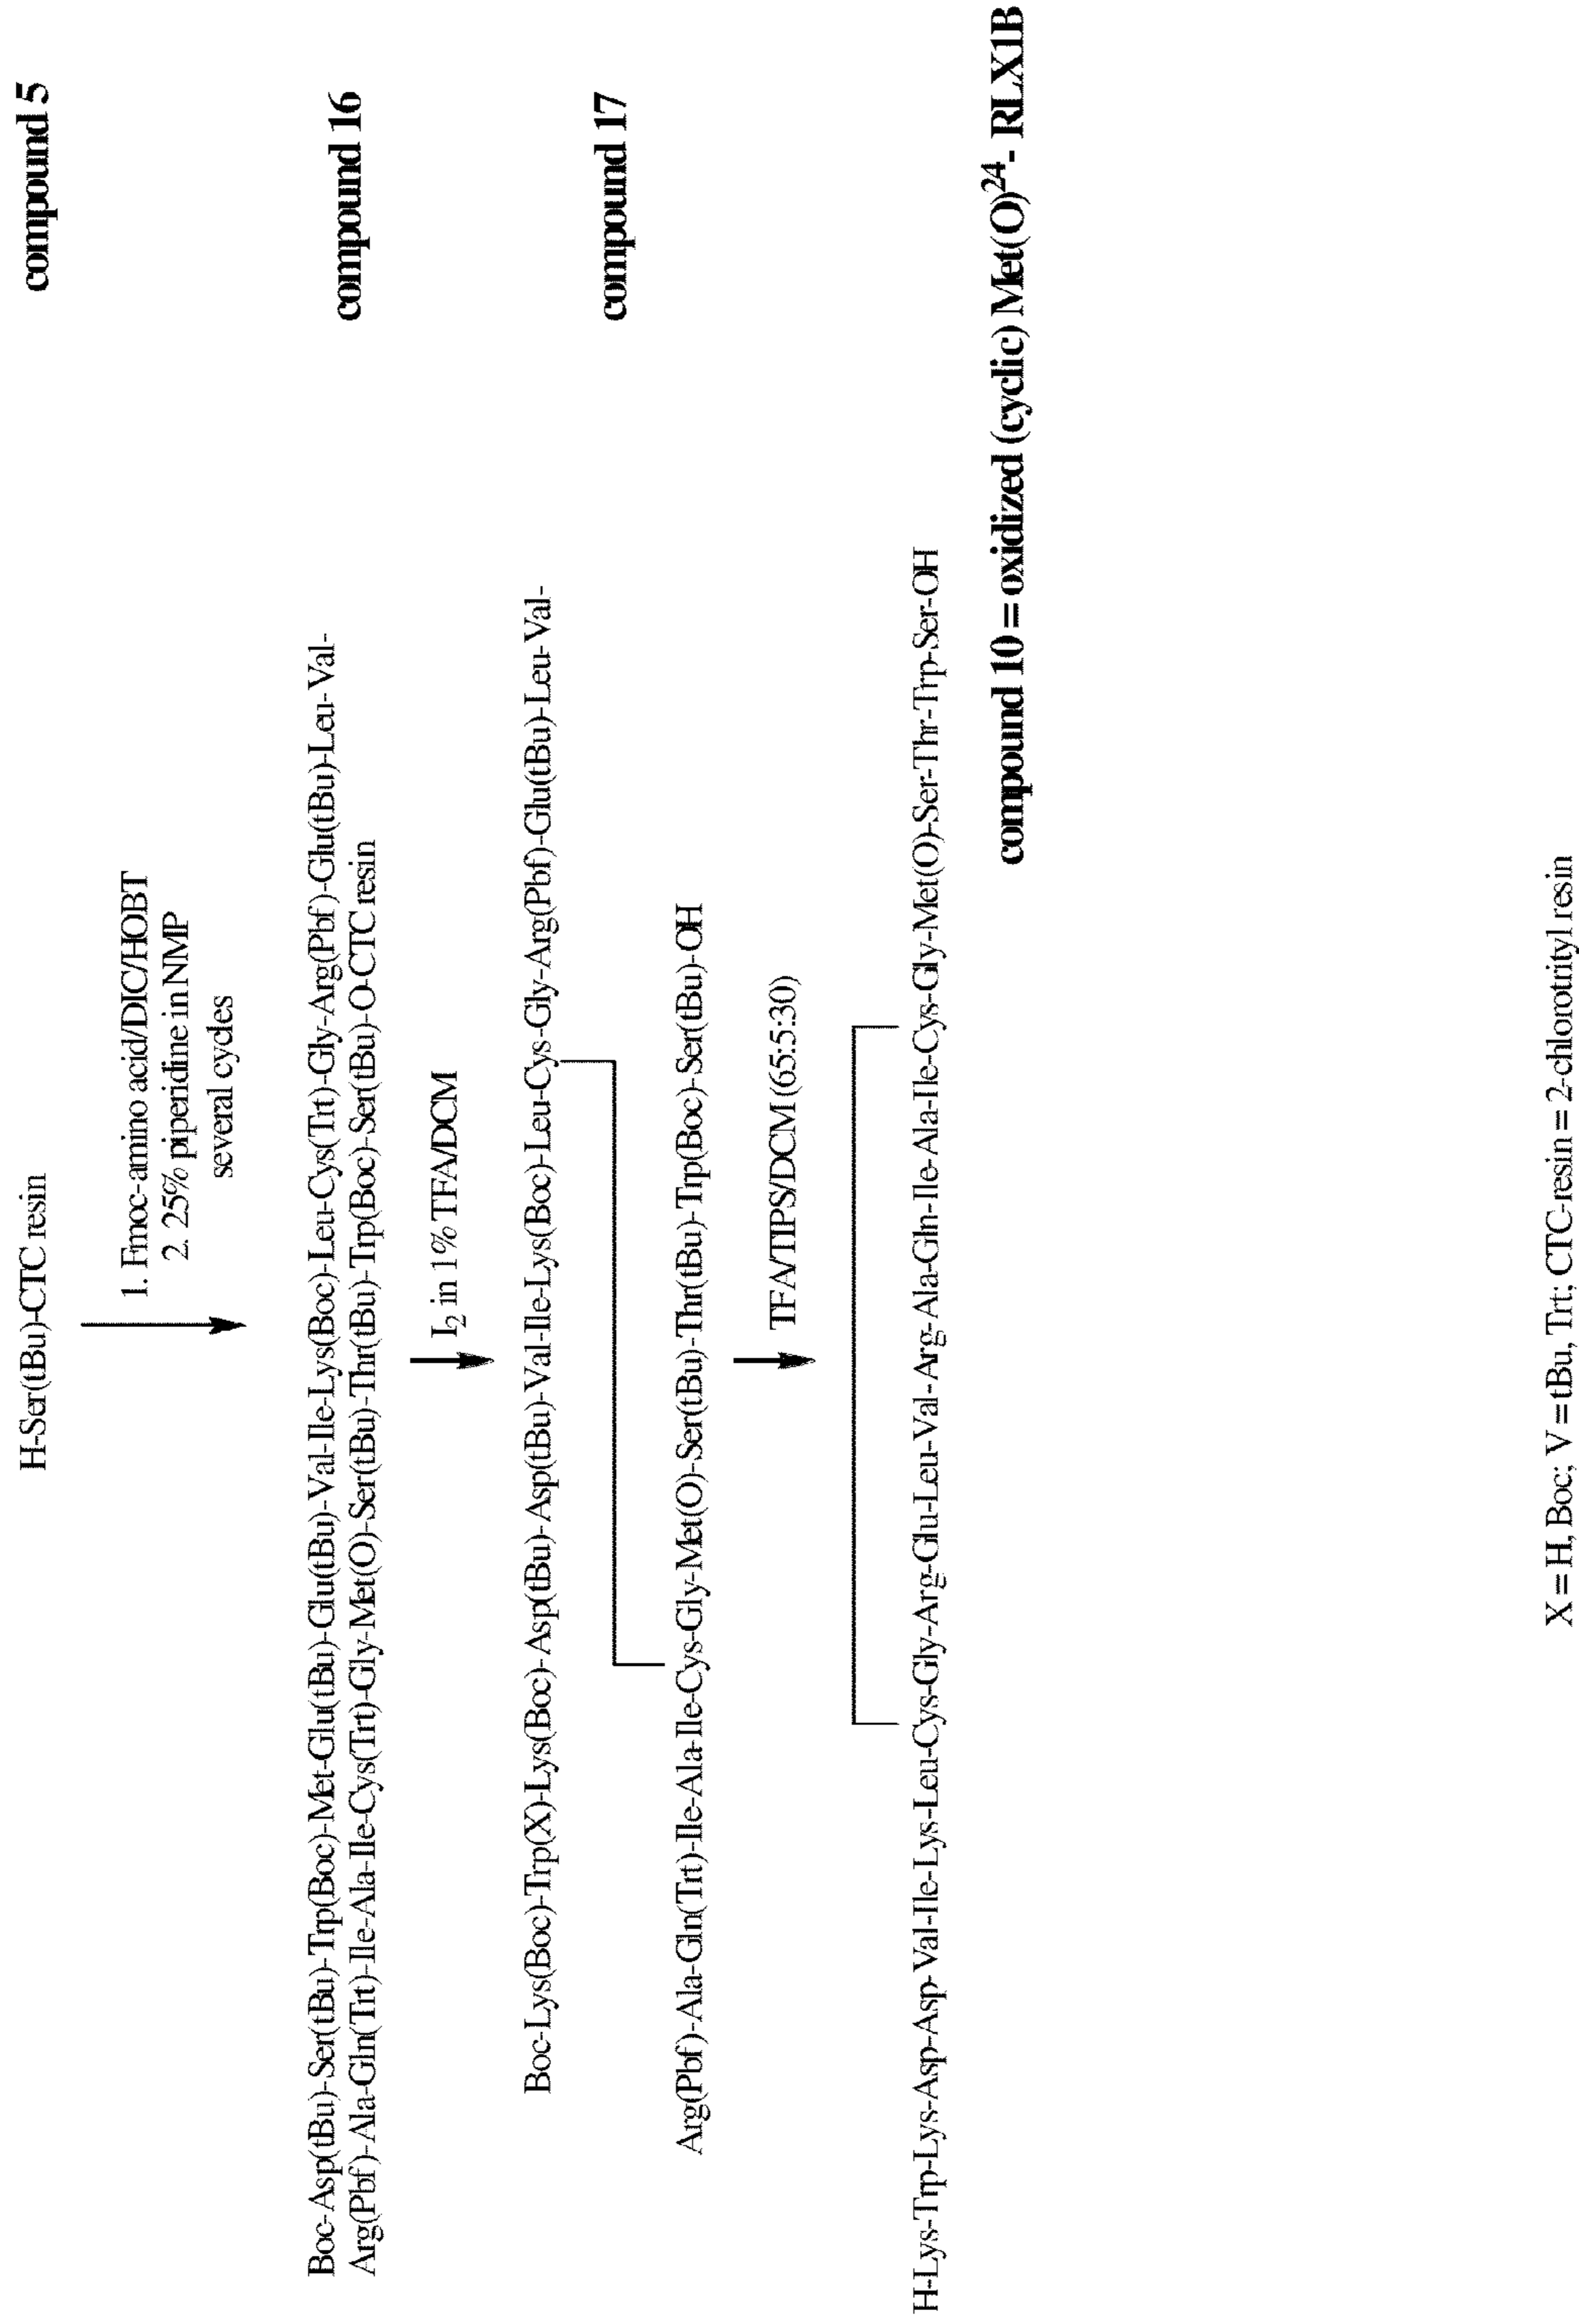 H-Ser(tBu)-CTC resin
compound 5
1. Fmoc-amino acid/DIC/HOBT
2. 25% piperidine in NMP
several cycles
Boc-Asp(tBu)-Ser(tBu)-Trp(Boc)-Met-Glu(tBu)-Glu(tBu)-Val-Ile-Lys(Boc)-Leu-Cys(Trt)-Gly-Arg(Pbf)-Glu(tBu)-Leu-Val-
Arg(Pbf)-Ala-Gln(Trt)-Ile-Ala-Ile-Cys(Trt)-Gly-Met(O)-Ser(tBu)-Thr(tBu)-Trp(Boc)-Ser(tBu)-O-CTC resin
compound 16
I2 in 1% TFA/DCM
Boc-Lys(Boc)-Trp(X)-Lys(Boc)-Asp(tBu)-Asp(tBu)-Val-Ile-Lys(Boc)-Leu-Cys-Gly-Arg(Pbf)-Glu(tBu)-Leu-Val-
compound 17
Arg(Pbf)-Ala-Gln(Trt)-Ile-Ala-Ile-Cys-Gly-Met(O)-Ser(tBu)-Thr(tBu)-Trp(Boc)-Ser(tBu)-OH
TFA/TIPS/DCM (65:5:30)
H-Lys-Trp-Lys-Asp-Asp-Val-Ile-Lys-Leu-Cys-Gly-Arg-Glu-Leu-Val-Arg-Ala-Gln-Ile-Ala-Ile-Cys-Gly-Met(O)-Ser-Thr-Trp-Ser-OH
compound 10 = oxidized (cyclic) Met(O)24- RLX1B
X = H, Boc; V = tBu, Trt; CTC-resin = 2-chlorotrityl resin